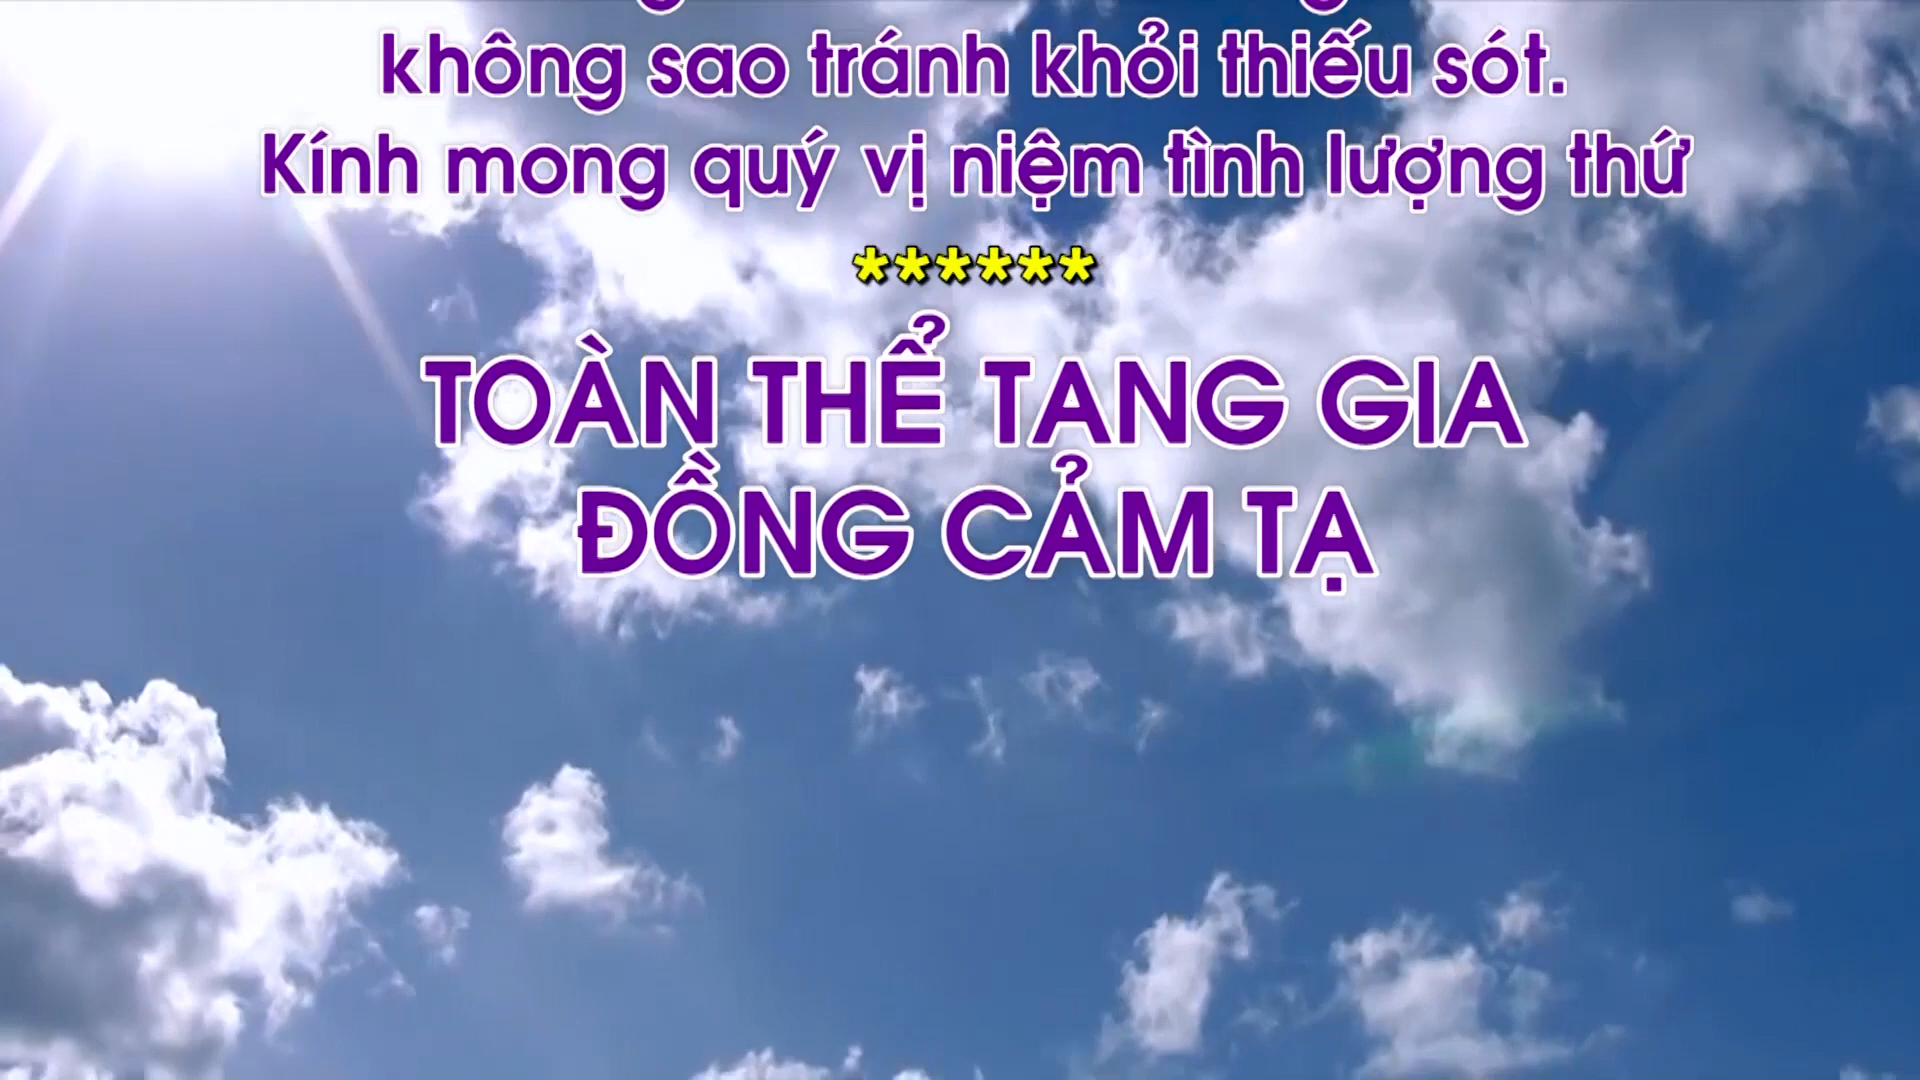 không sao tránh khỏi thiếu sót.
Kính mong quý vị niệm tình lượng thứ
******
TOÀN THỂ TANG GIA
ĐỒNG CẢM TẠ